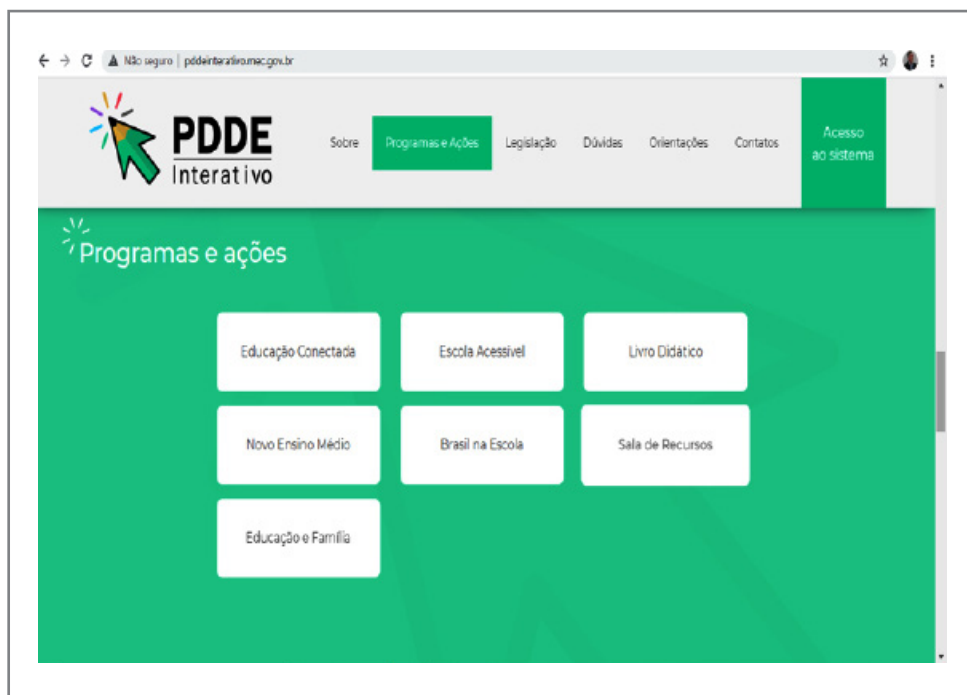 Não seguro | pddeinterativo.mec.gov.br
PDDE
Interativo
Sobre
Programas e Ações
Legislação
Dúvidas
Orientações
Contatos
Acesso
ao sistema
Programas e ações
Educação Conectada
Escola Acessível
Livro Didático
Novo Ensino Médio
Brasil na Escola
Sala de Recursos
Educação e Família